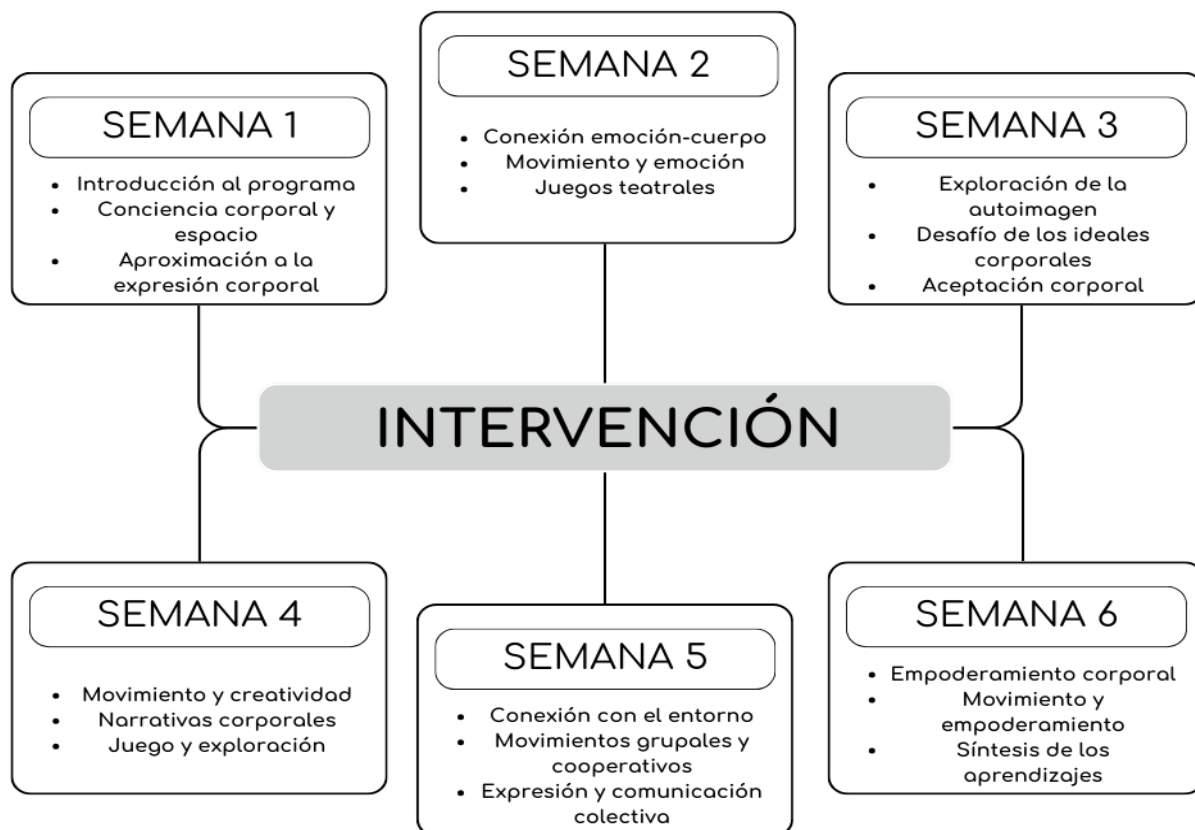 SEMANA 1
• Introducción al programa
• Conciencia corporal y
espacio
• Aproximación a la
expresión corporal
SEMANA 2
• Conexión emoción-cuerpo
• Movimiento y emoción
• Juegos teatrales
SEMANA 3
• Exploración de la
autoimagen
• Desafío de los ideales
corporales
• Aceptación corporal
INTERVENCIÓN
SEMANA 4
• Movimiento y creatividad
• Narrativas corporales
• Juego y exploración
SEMANA 5
• Conexión con el entorno
• Movimientos grupales y
cooperativos
• Expresión y comunicación
colectiva
SEMANA 6
• Empoderamiento corporal
• Movimiento y
empoderamiento
• Síntesis de los
aprendizajes